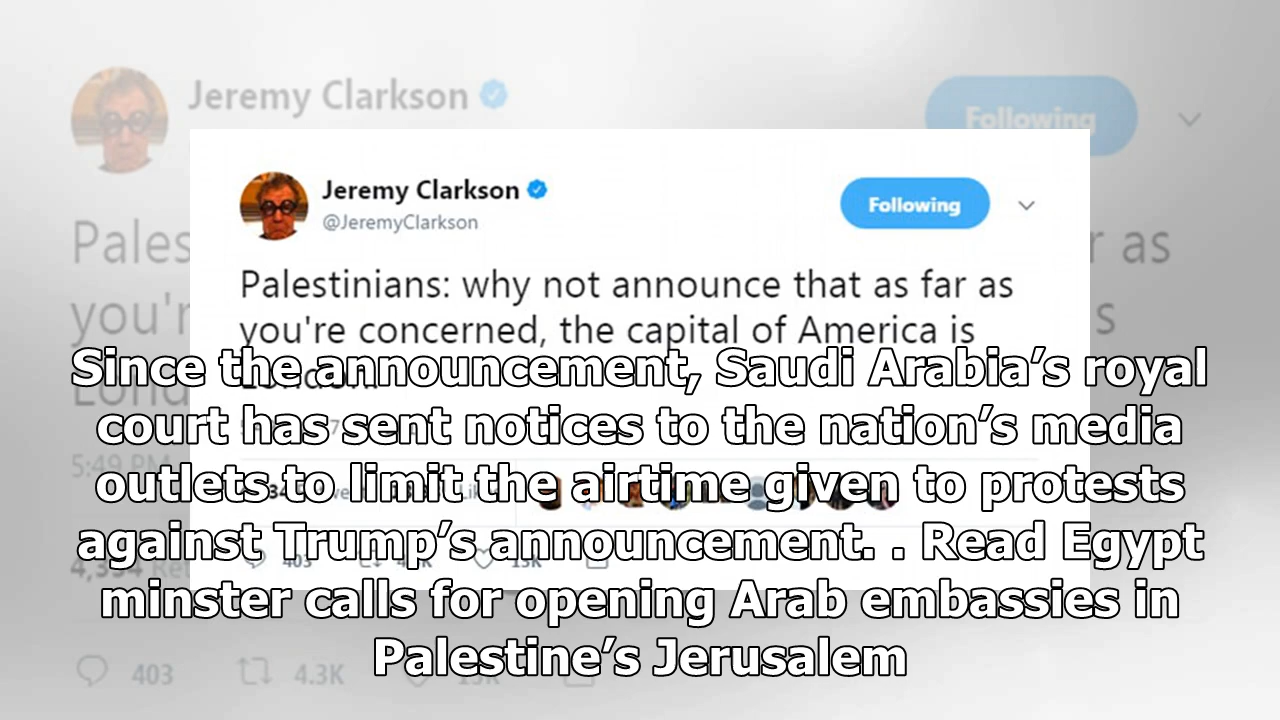 Jeremy Clarkson
Following
Jeremy Clarkson
@JeremyClarkson
Following
Palestinians: why not announce that as far as
you're concerned, the capital of America is
Since the announcement, Saudi Arabia’s royal
court has sent notices to the nation’s media
outlets to limit the airtime given to protests
against Trump’s announcement. . Read Egypt
minster calls for opening Arab embassies in
Palestine’s Jerusalem
5:49 PM
403
4.3K